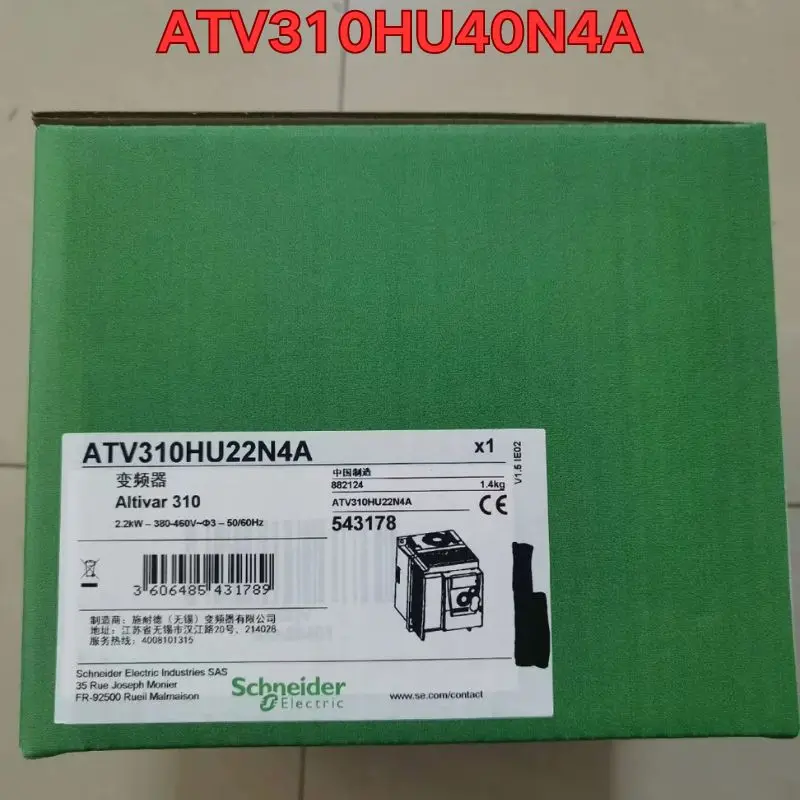 ATV310HU40N4A
ATV310HU22N4A x1
变频器
Altivar 310
2.2kW – 380-460V~Φ3 – 50/60Hz
中国制造
882124 1.4kg
ATV310HU22N4A
543178
CE
V1.5 IE02
3 606485 431789
制造商: 施耐德 (无锡) 变频器有限公司
地址: 江苏省无锡市汉江路20号、214028
服务热线: 4008101315
Schneider Electric Industries SAS
35 Rue Joseph Monier
FR-92500 Rueil Malmaison
Schneider
Electric
www.se.com/contact